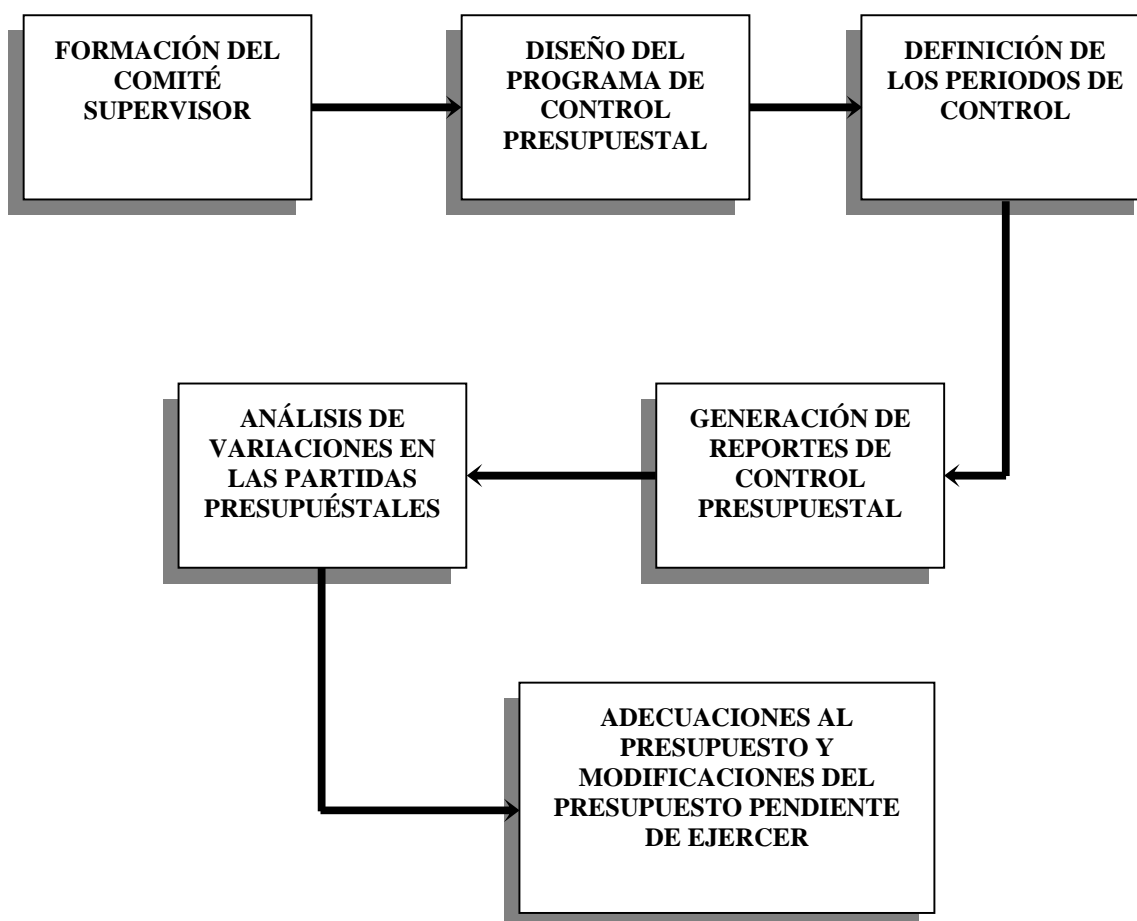 FORMACIÓN DEL
COMITÉ
SUPERVISOR
DISEÑO DEL
PROGRAMA DE
CONTROL
PRESUPUESTAL
DEFINICIÓN DE
LOS PERIODOS DE
CONTROL
GENERACIÓN DE
REPORTES DE
CONTROL
PRESUPUESTAL
ANÁLISIS DE
VARIACIONES EN
LAS PARTIDAS
PRESUPUÉSTALES
ADECUACIONES AL
PRESUPUESTO Y
MODIFICACIONES DEL
PRESUPUESTO PENDIENTE
DE EJERCER